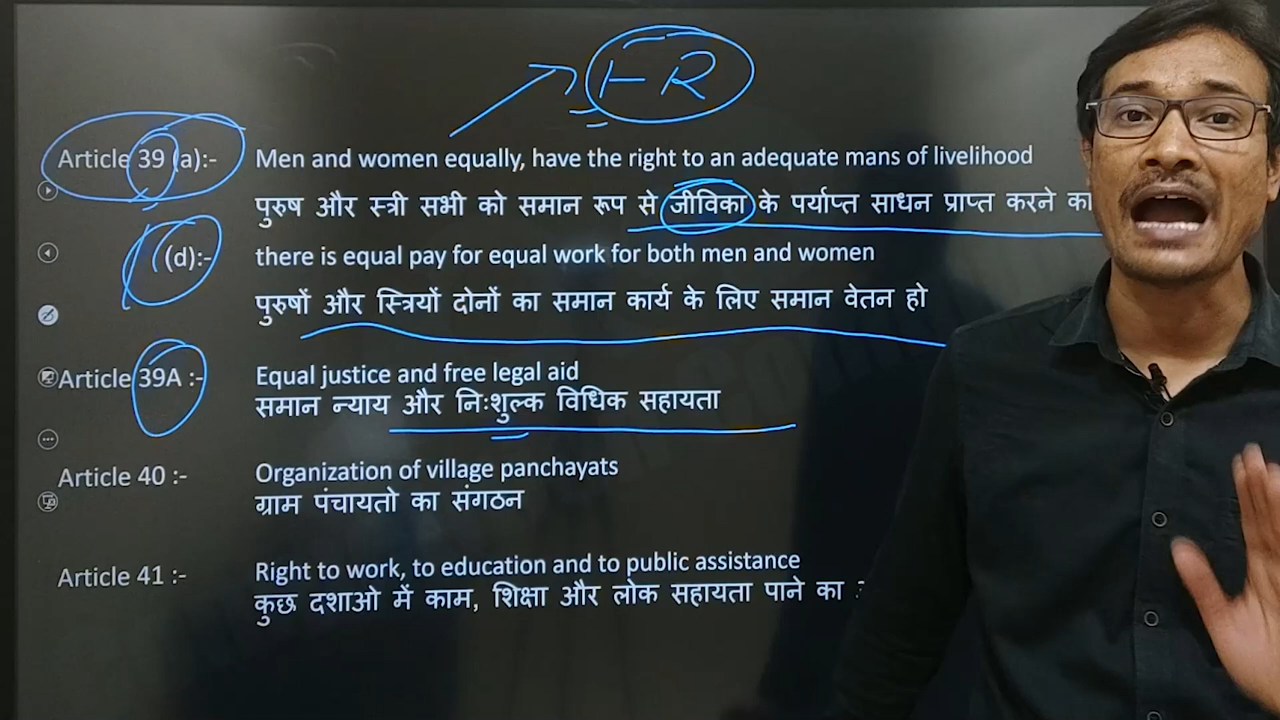 FR
Article 39 (a):- Men and women equally, have the right to an adequate mans of livelihood
पुरुष और स्त्री सभी को समान रूप से जीविका के पर्याप्त साधन प्राप्त करने का
(d):- there is equal pay for equal work for both men and women
पुरुषों और स्त्रियों दोनों का समान कार्य के लिए समान वेतन हो
Article 39A :- Equal justice and free legal aid
समान न्याय और निःशुल्क विधिक सहायता
Article 40 :- Organization of village panchayats
ग्राम पंचायतो का संगठन
Article 41 :- Right to work, to education and to public assistance
कुछ दशाओ में काम, शिक्षा और लोक सहायता पाने का